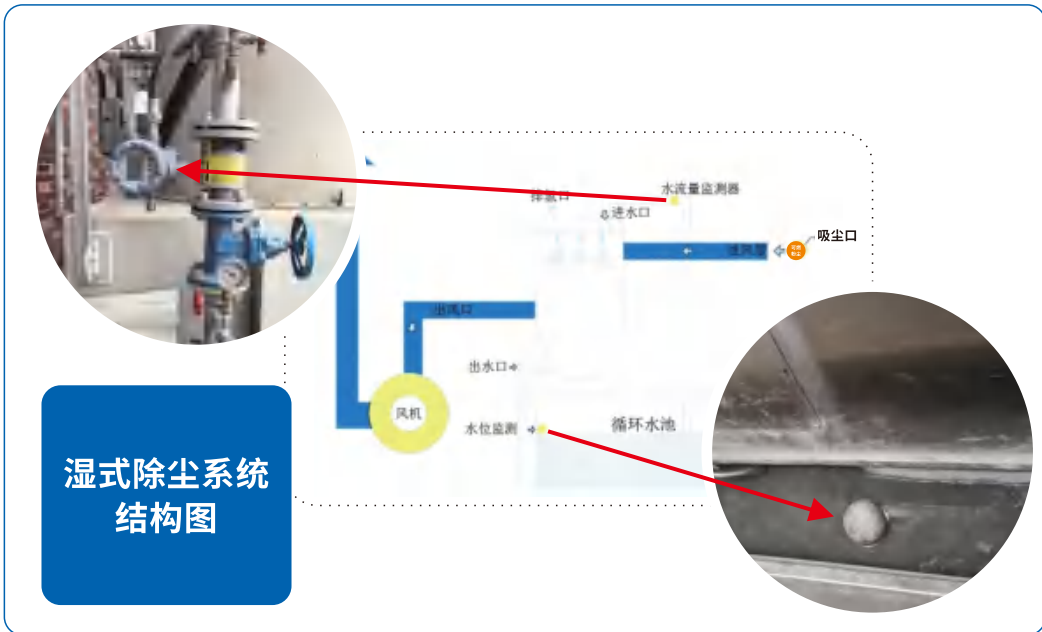 排氢口
水流量监测器
进水口
吸尘口
进风管
出风口
出水口
风机
水位监测
循环水池
湿式除尘系统
结构图